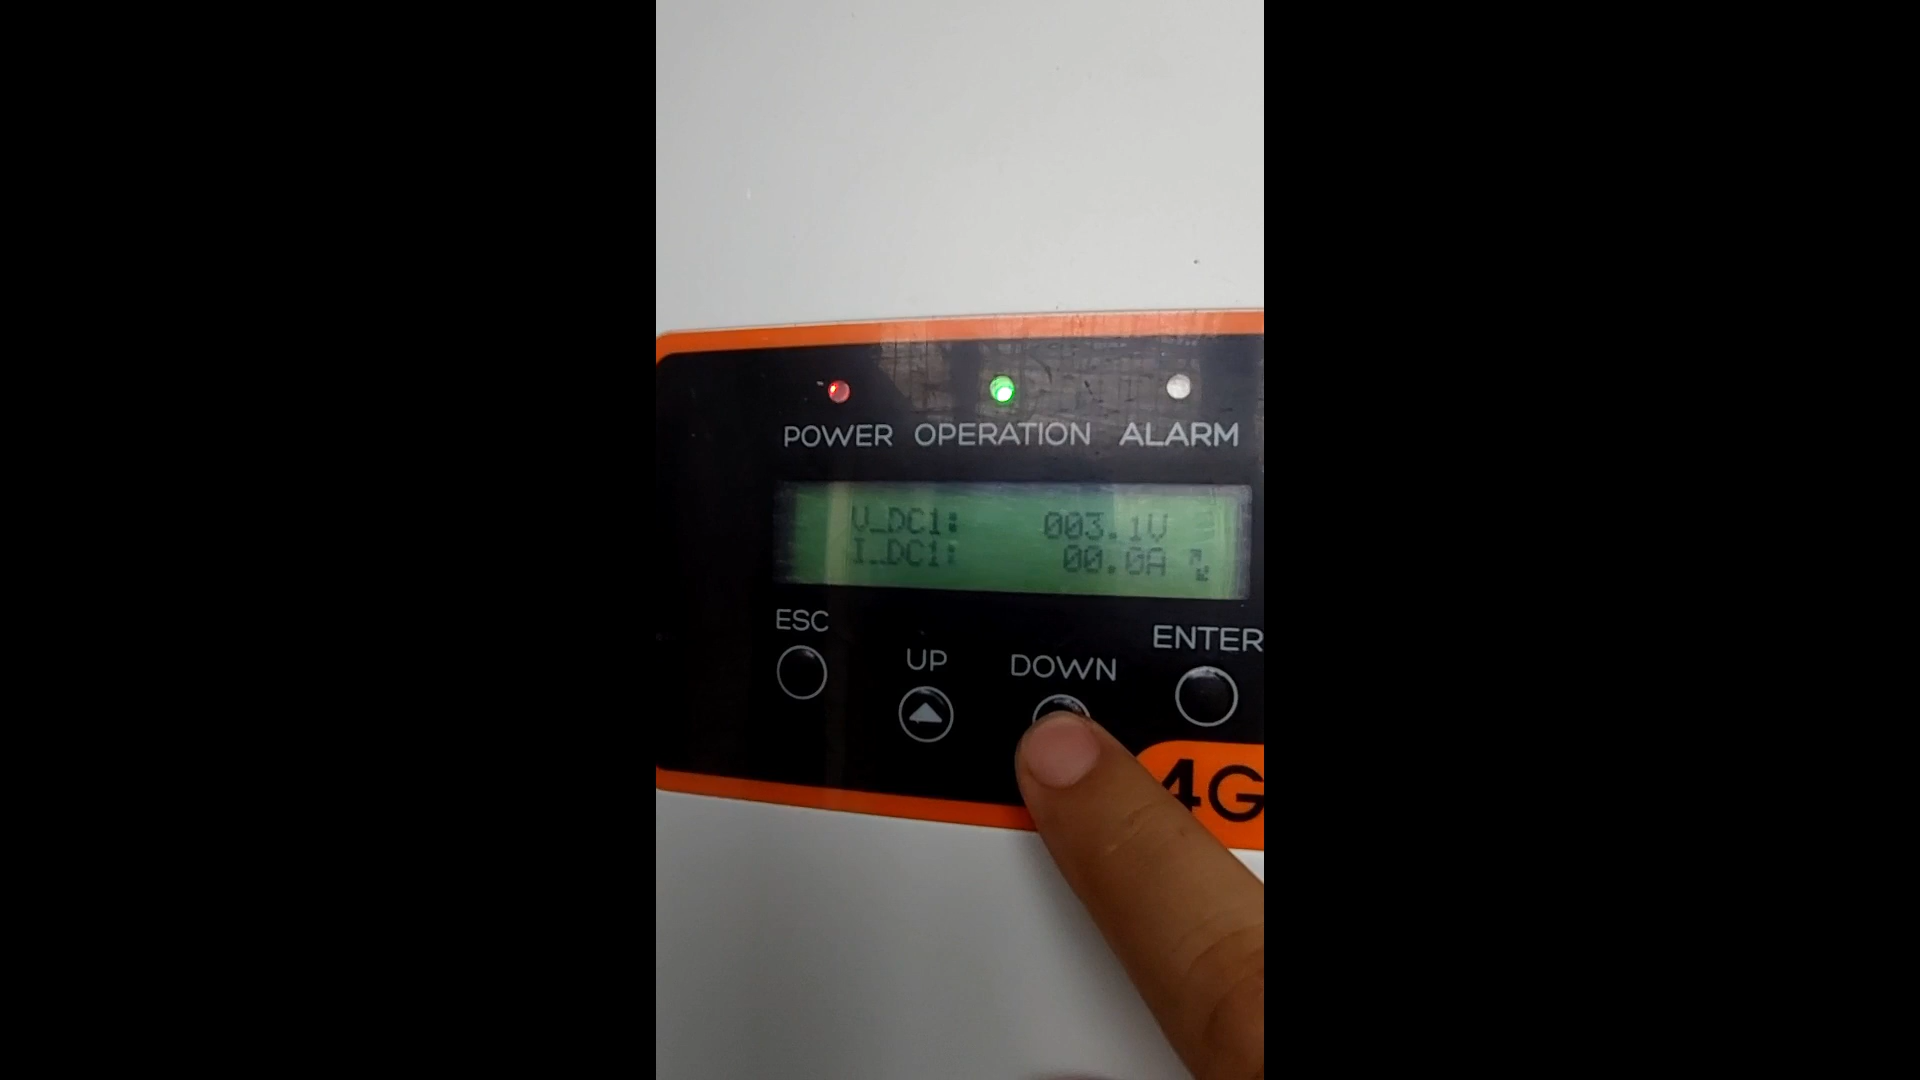 POWER OPERATION ALARM
V_DC1: 003.1V
I_DC1: 00.0A
ESC
UP
DOWN
ENTER
4G